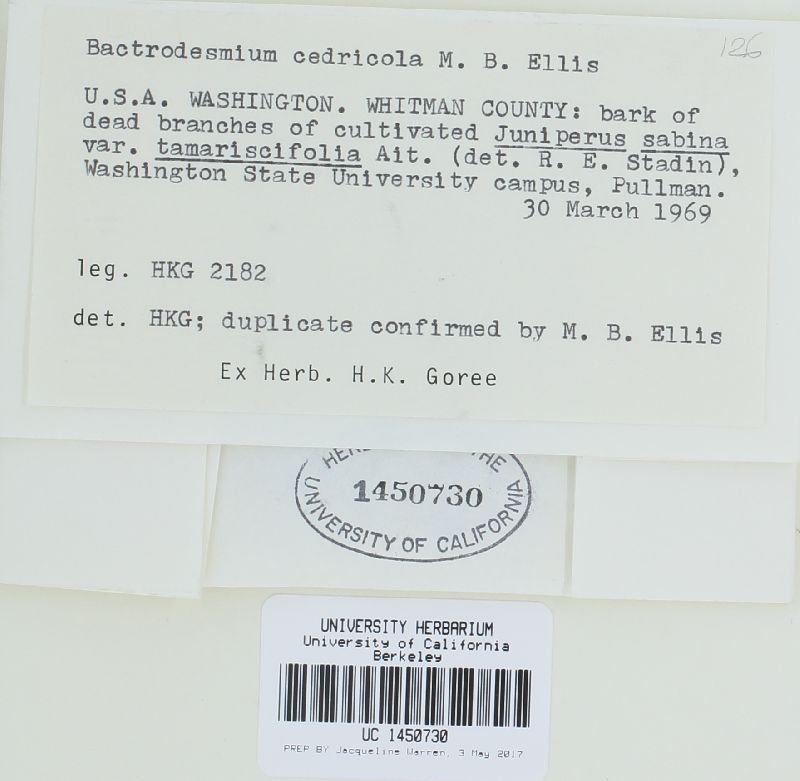 126
Bactrodesmium cedricola M. B. Ellis
U.S.A. WASHINGTON. WHITMAN COUNTY: bark of
dead branches of cultivated Juniperus sabina
var. tamariscifolia Ait. (det. R. E. Stadin),
Washington State University campus, Pullman.
30 March 1969
leg. HKG 2182
det. HKG; duplicate confirmed by M. B. Ellis
Ex Herb. H.K. Goree
1450730
UNIVERSITY OF CALIFORNIA
UNIVERSITY HERBARIUM
University of California
Berkeley
UC 1450730
PREP BY Jacqueline Warren, 3 May 2017